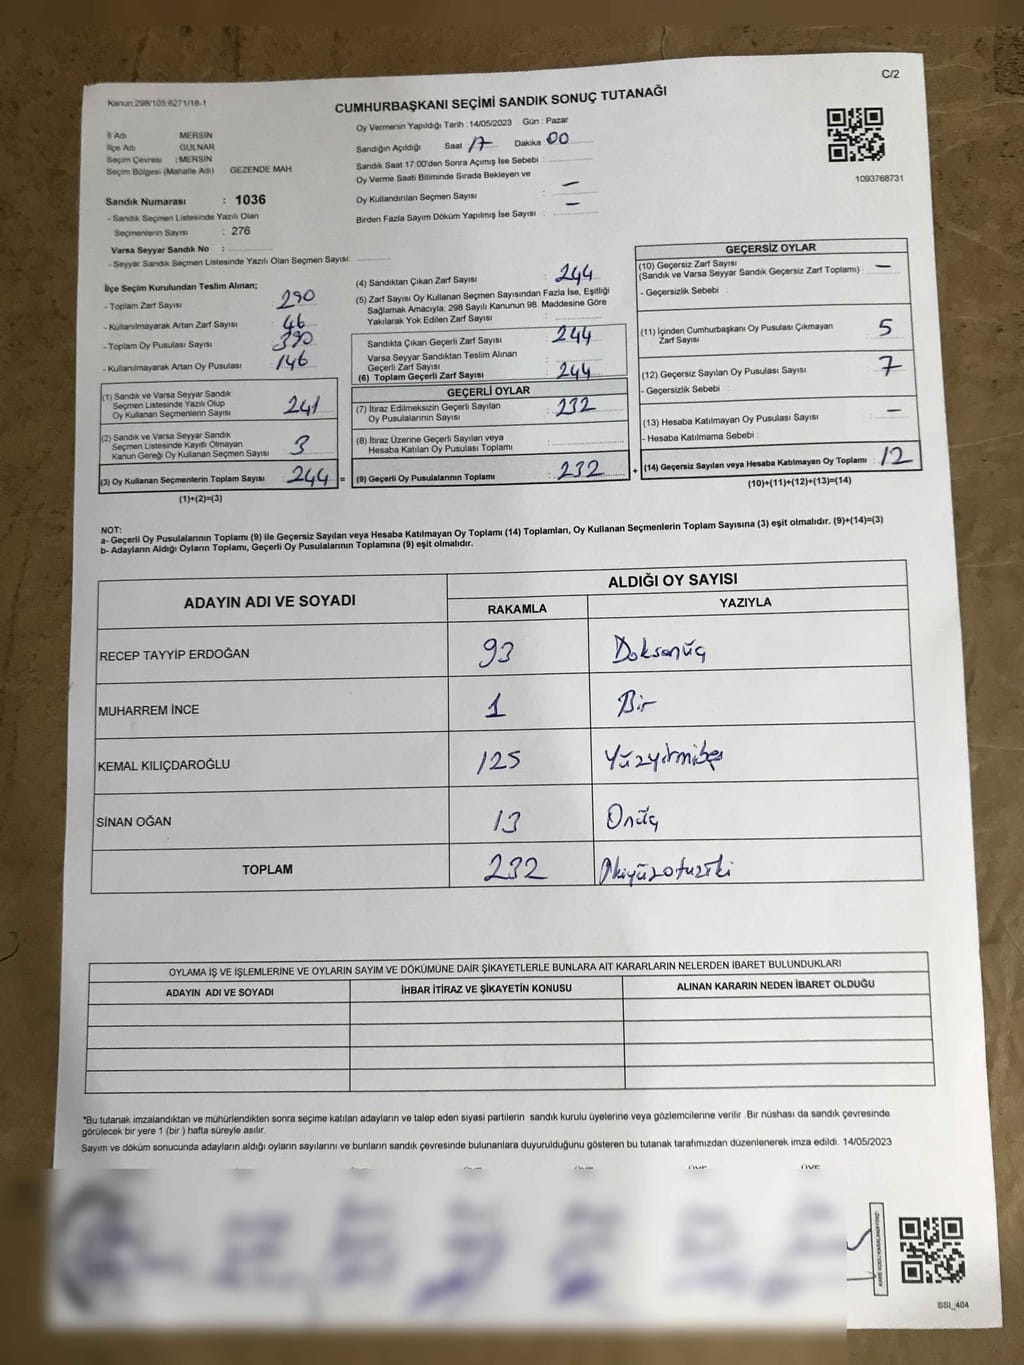 C/2
Kanun:298/105.6271/18-1
CUMHURBAŞKANI SEÇİMİ SANDIK SONUÇ TUTANAĞI
İl Adı MERSİN
İlçe Adı GÜLNAR
Seçim Çevresi :MERSİN
Seçim Bölgesi (Mahalle Adı) GEZENDE MAH.
Sandık Numarası : 1036
- Sandık Seçmen Listesinde Yazılı Olan
Seçmenlerin Sayısı : 276
Varsa Seyyar Sandık No :
- Seyyar Sandık Seçmen Listesinde Yazılı Olan Seçmen Sayısı:
Oy Vermenin Yapıldığı Tarih : 14/05/2023 Gün : Pazar
Sandığın Açıldığı Saat 17 Dakika 00
Sandık Saat 17:00'den Sonra Açımış İse Sebebi :
Oy Verme Saati Bitiminde Sırada Bekleyen ve
Oy Kullandırılan Seçmen Sayısı : —
Birden Fazla Sayım Döküm Yapılmış İse Sayısı : —
1093768731
İlçe Seçim Kurulundan Teslim Alınan;
- Toplam Zarf Sayısı : 290
- Kullanılmayarak Artan Zarf Sayısı : 46
- Toplam Oy Pusulası Sayısı : 390
- Kullanılmayarak Artan Oy Pusulası : 146
(1) Sandık ve Varsa Seyyar Sandık
Seçmen Listesinde Yazılı Olup
Oy Kullanan Seçmenlerin Sayısı : 241
(2) Sandık ve Varsa Seyyar Sandık
Seçmen Listesinde Kayıtlı Olmayan
Kanun Gereği Oy Kullanan Seçmen Sayısı : 3
(3) Oy Kullanan Seçmenlerin Toplam Sayısı : 244 =
(1)+(2)=(3)
(4) Sandıktan Çıkan Zarf Sayısı : 244
(5) Zarf Sayısı Oy Kullanan Seçmen Sayısından Fazla İse, Eşitliği
Sağlamak Amacıyla; 298 Sayılı Kanunun 98. Maddesine Göre
Yakılarak Yok Edilen Zarf Sayısı :
Sandıkta Çıkan Geçerli Zarf Sayısı : 244
Varsa Seyyar Sandıktan Teslim Alınan
Geçerli Zarf Sayısı :
(6) Toplam Geçerli Zarf Sayısı : 244
GEÇERLİ OYLAR
(7) İtiraz Edilmeksizin Geçerli Sayılan
Oy Pusulalarının Sayısı : 232
(8) İtiraz Üzerine Geçerli Sayılan veya
Hesaba Katılan Oy Pusulası Toplamı :
(9) Geçerli Oy Pusulalarının Toplamı : 232 +
GEÇERSİZ OYLAR
(10) Geçersiz Zarf Sayısı : —
(Sandık ve Varsa Seyyar Sandık Geçersiz Zarf Toplamı)
- Geçersizlik Sebebi :
(11) İçinden Cumhurbaşkanı Oy Pusulası Çıkmayan
Zarf Sayısı : 5
(12) Geçersiz Sayılan Oy Pusulası Sayısı : 7
- Geçersizlik Sebebi :
(13) Hesaba Katılmayan Oy Pusulası Sayısı : —
- Hesaba Katılmama Sebebi :
(14) Geçersiz Sayılan veya Hesaba Katılmayan Oy Toplamı : 12
(10)+(11)+(12)+(13)=(14)
NOT:
a- Geçerli Oy Pusulalarının Toplamı (9) ile Geçersiz Sayılan veya Hesaba Katılmayan Oy Toplamı (14) Toplamları, Oy Kullanan Seçmenlerin Toplam Sayısına (3) eşit olmalıdır. (9)+(14)=(3)
b- Adayların Aldığı Oyların Toplamı, Geçerli Oy Pusulalarının Toplamına (9) eşit olmalıdır.
ADAYIN ADI VE SOYADI ALDIĞI OY SAYISI
RAKAMLA YAZIYLA
RECEP TAYYİP ERDOĞAN 93 Doksanüç
MUHARREM İNCE 1 Bir
KEMAL KILIÇDAROĞLU 125 Yüzyirmibeş
SİNAN OĞAN 13 Onüç
TOPLAM 232 İkiyüzotuziki
OYLAMA İŞ VE İŞLEMLERİNE VE OYLARIN SAYIM VE DÖKÜMÜNE DAİR ŞİKAYETLERLE BUNLARA AİT KARARLARIN NELERDEN İBARET BULUNDUKLARI
ADAYIN ADI VE SOYADI İHBAR İTİRAZ VE ŞİKAYETİN KONUSU ALINAN KARARIN NEDEN İBARET OLDUĞU
*Bu tutanak imzalandıktan ve mühürlendikten sonra seçime katılan adayların ve talep eden siyasi partilerin sandık kurulu üyelerine veya gözlemcilerine verilir .Bir nüshası da sandık çevresinde
görülecek bir yere 1 (bir ) hafta süreyle asılır.
Sayım ve döküm sonucunda adayların aldığı oyların sayılarını ve bunların sandık çevresinde bulunanlara duyurulduğunu gösteren bu tutanak tarafımızdan düzenlenerek imza edildi. 14/05/2023
ÜYE ÜYE ÜYE ÜYE
KARE KODU KARALAMAYINIZ!
SSI_404